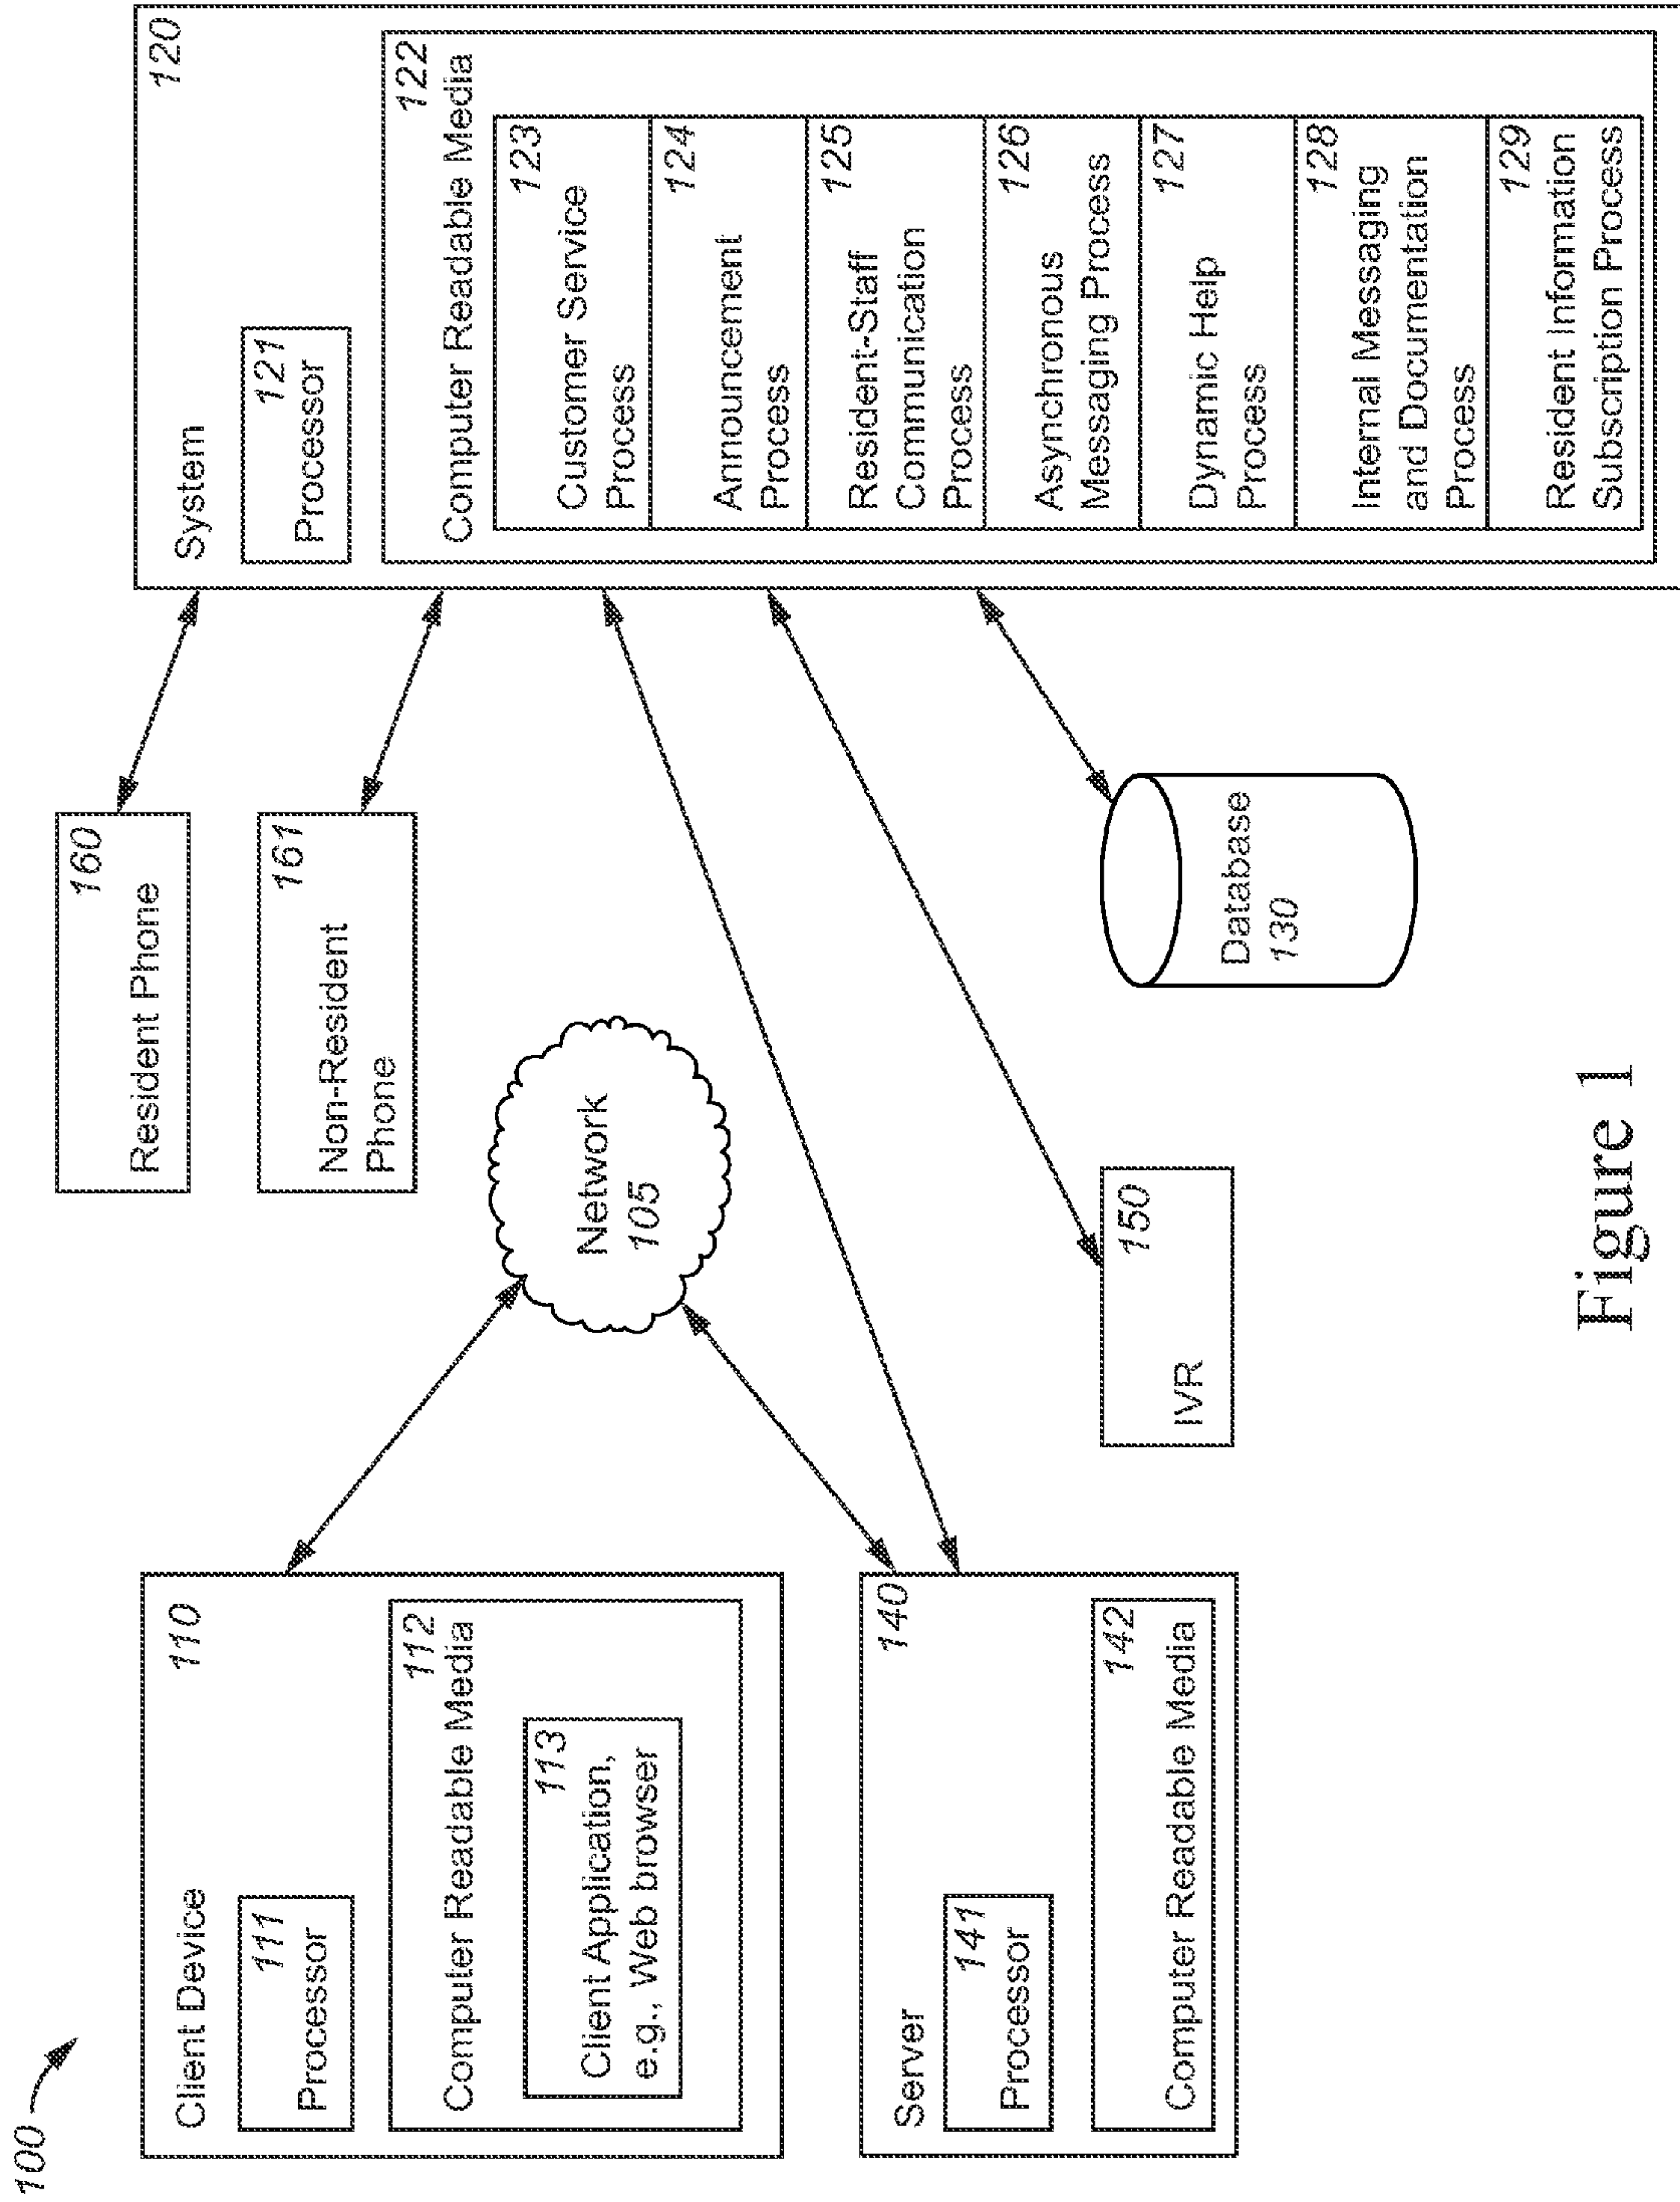 100
Client Device
110
111
Processor
112
Computer Readable Media
113
Client Application,
e.g., Web browser
Server
140
141
Processor
142
Computer Readable Media
Network
105
IVR
150
160
Resident Phone
161
Non-Resident
Phone
Database
130
System
120
121
Processor
122
Computer Readable Media
123
Customer Service
Process
124
Announcement
Process
125
Resident-Staff
Communication
Process
126
Asynchronous
Messaging Process
127
Dynamic Help
Process
128
Internal Messaging
and Documentation
Process
129
Resident Information
Subscription Process
Figure 1